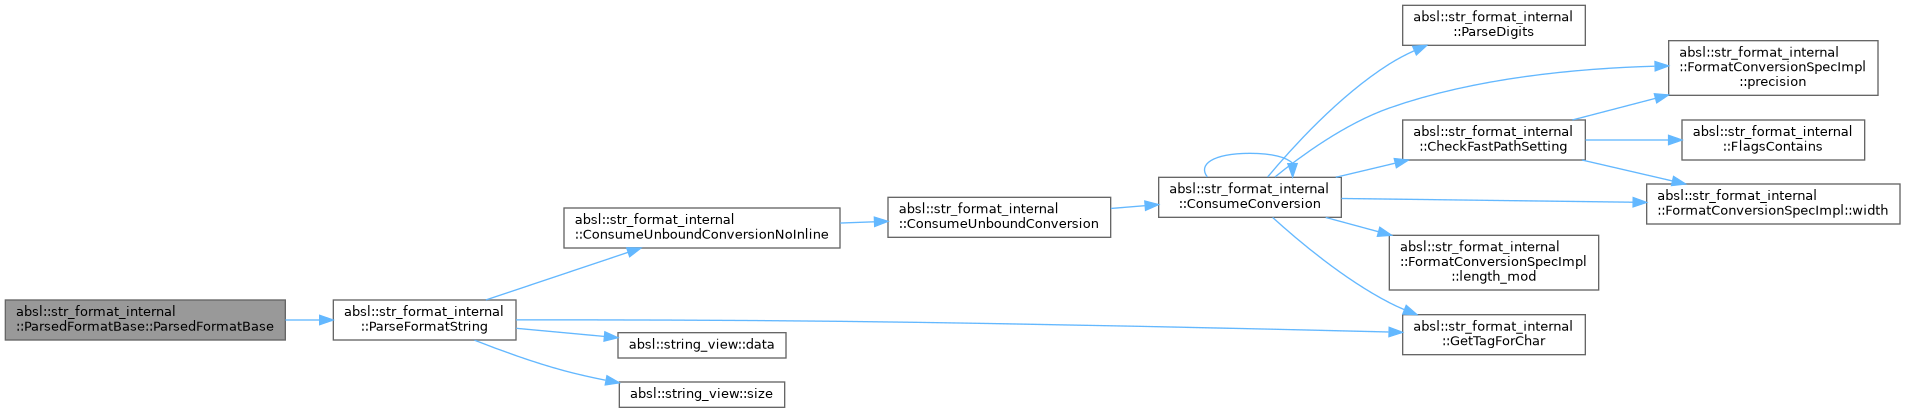 absl::str_format_internal
::ParsedFormatBase::ParsedFormatBase
absl::str_format_internal
::ParseFormatString
absl::str_format_internal
::ConsumeUnboundConversionNoInline
absl::string_view::data
absl::string_view::size
absl::str_format_internal
::ConsumeUnboundConversion
absl::str_format_internal
::ConsumeConversion
absl::str_format_internal
::ParseDigits
absl::str_format_internal
::CheckFastPathSetting
absl::str_format_internal
::FormatConversionSpecImpl
::length_mod
absl::str_format_internal
::GetTagForChar
absl::str_format_internal
::FormatConversionSpecImpl
::precision
absl::str_format_internal
::FlagsContains
absl::str_format_internal
::FormatConversionSpecImpl::width